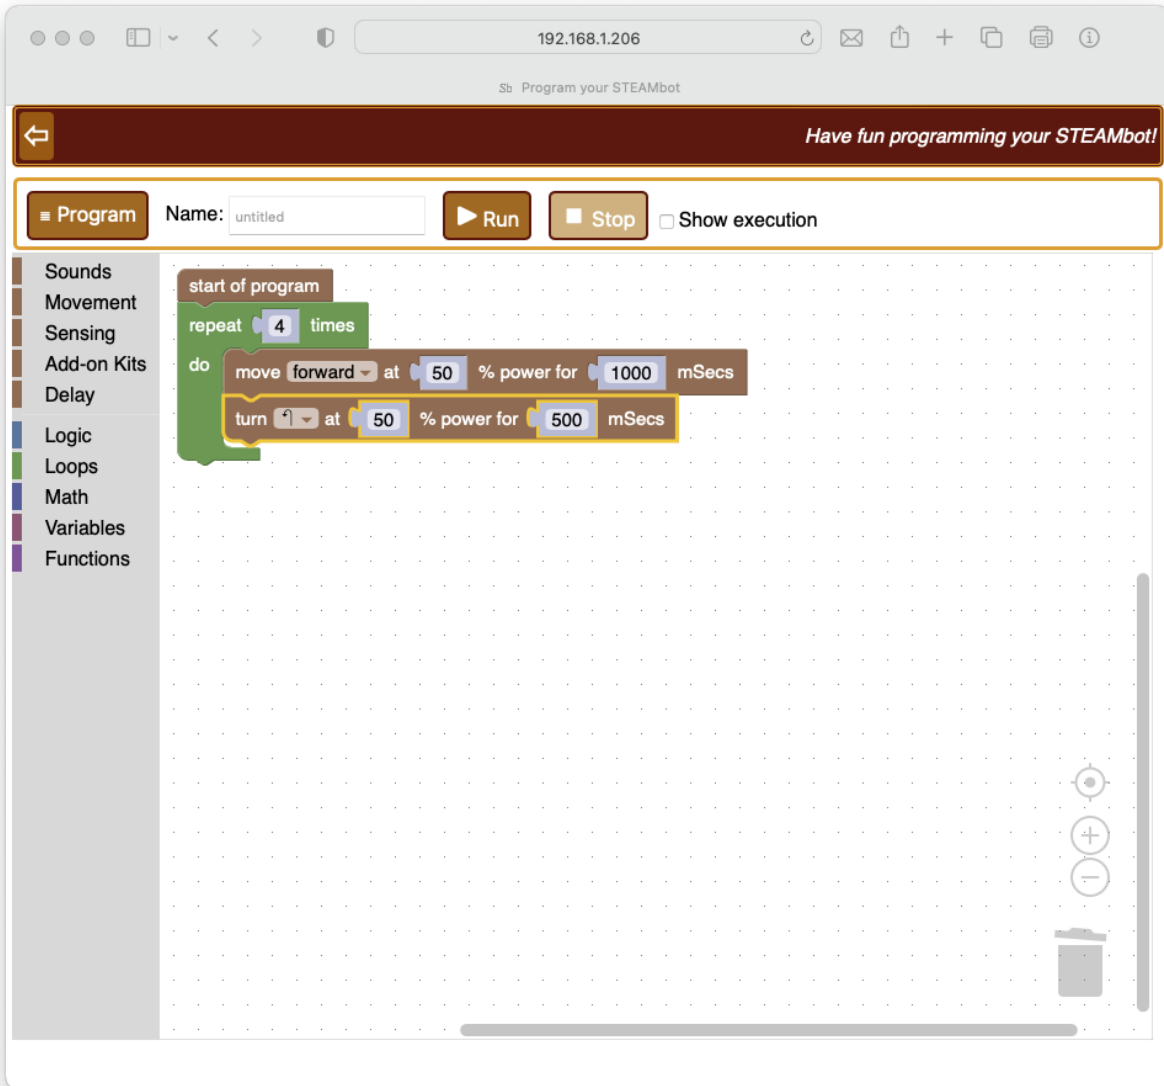 192.168.1.206
Sb Program your STEAMbot
Have fun programming your STEAMbot!
≡ Program Name: untitled Run Stop Show execution
Sounds
Movement
Sensing
Add-on Kits
Delay
Logic
Loops
Math
Variables
Functions
start of program
repeat 4 times
do move forward at 50 % power for 1000 mSecs
turn at 50 % power for 500 mSecs